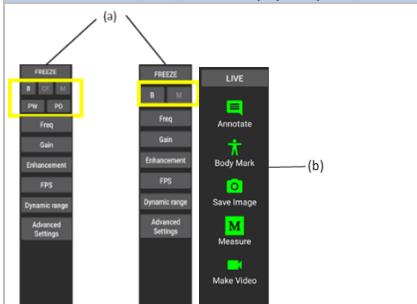 (a)
FREEZE
B CF M
PW PD
Freq
Gain
Enhancement
FPS
Dynamic range
Advanced
Settings
FREEZE
B M
Freq
Gain
Enhancement
FPS
Dynamic range
Advanced
Settings
LIVE
Annotate
Body Mark
Save Image
M
Measure
Make Video
(b)